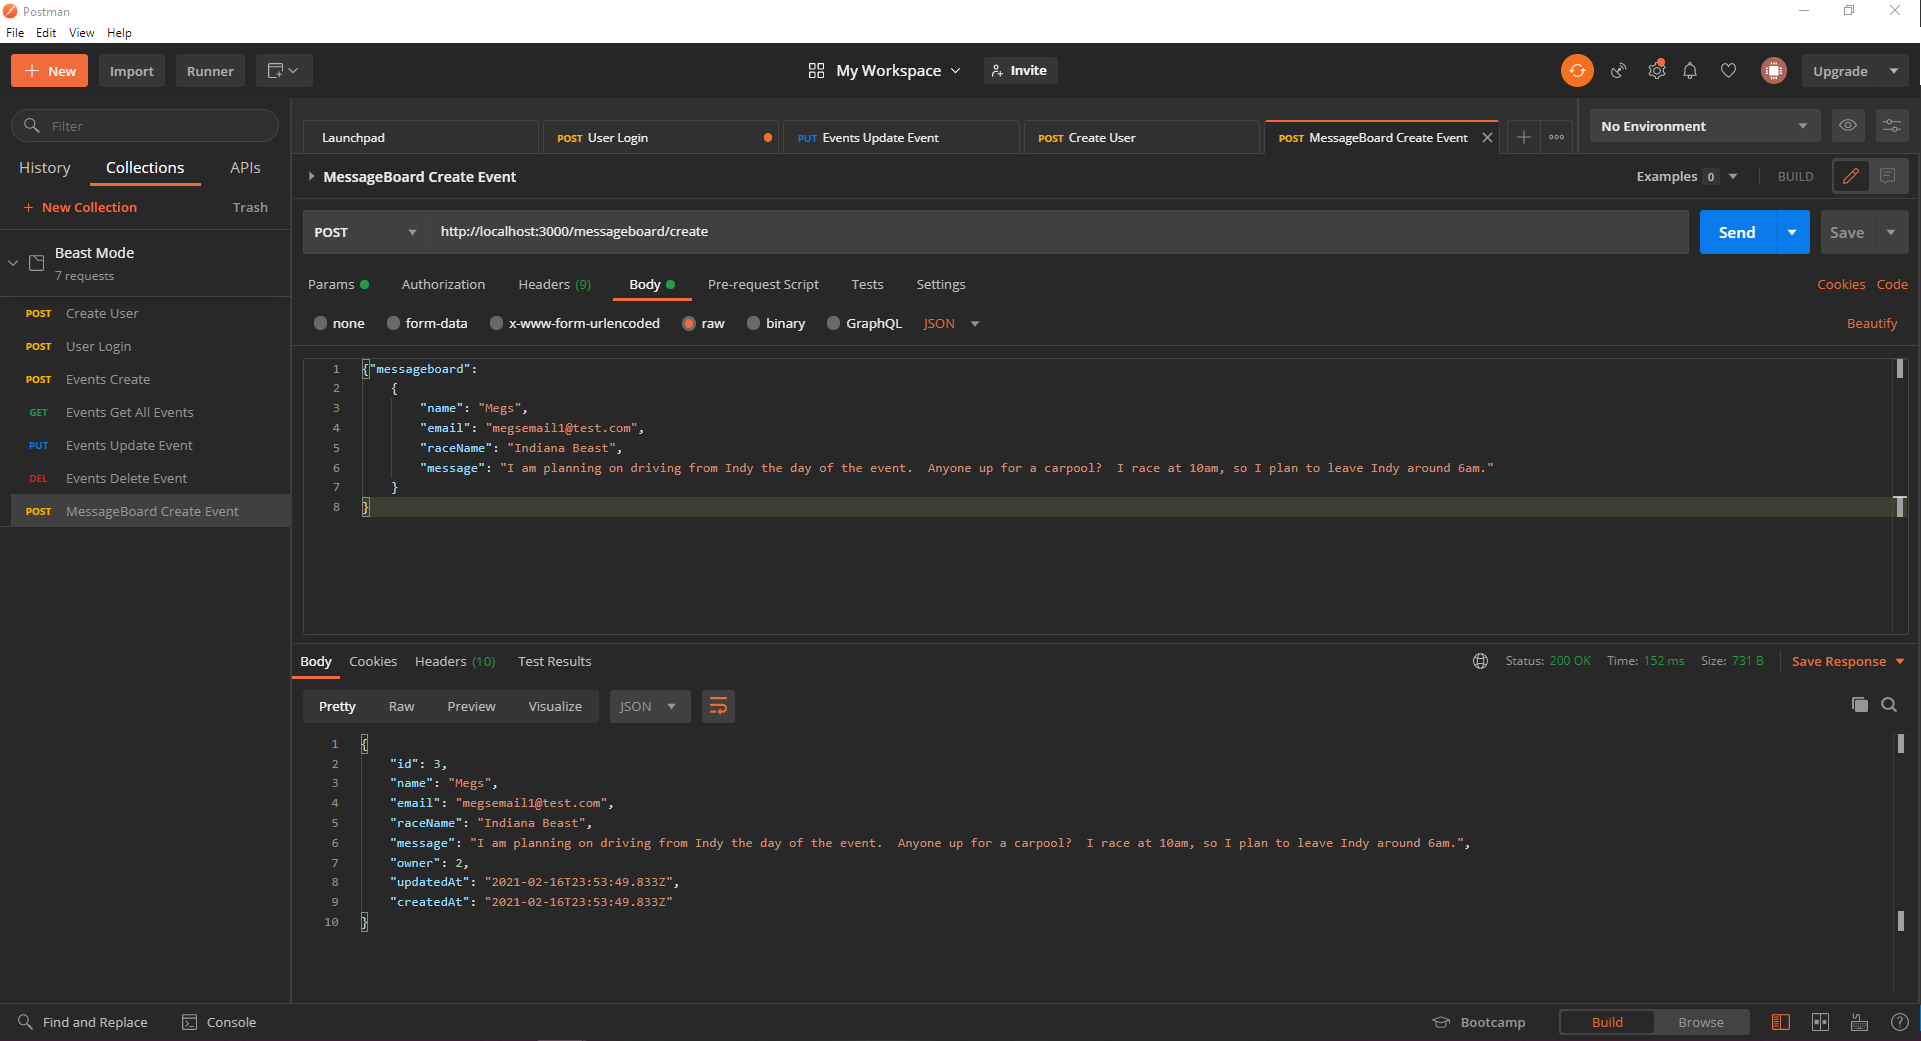 Postman
File Edit View Help
New Import Runner My Workspace Invite Upgrade
Filter
History Collections APIs
New Collection Trash
Beast Mode
7 requests
POST Create User
POST User Login
POST Events Create
GET Events Get All Events
PUT Events Update Event
DEL Events Delete Event
POST MessageBoard Create Event
Launchpad POST User Login PUT Events Update Event POST Create User POST MessageBoard Create Event No Environment
MessageBoard Create Event Examples 0 BUILD
POST http://localhost:3000/messageboard/create Send Save
Params Authorization Headers (9) Body Pre-request Script Tests Settings Cookies Code
none form-data x-www-form-urlencoded raw binary GraphQL JSON Beautify
1 {"messageboard":
2 {
3 "name": "Megs",
4 "email": "megsemail1@test.com",
5 "raceName": "Indiana Beast",
6 "message": "I am planning on driving from Indy the day of the event.  Anyone up for a carpool?  I race at 10am, so I plan to leave Indy around 6am."
7 }
8 }
Body Cookies Headers (10) Test Results Status: 200 OK Time: 152 ms Size: 731 B Save Response
Pretty Raw Preview Visualize JSON
1 {
2 "id": 3,
3 "name": "Megs",
4 "email": "megsemail1@test.com",
5 "raceName": "Indiana Beast",
6 "message": "I am planning on driving from Indy the day of the event.  Anyone up for a carpool?  I race at 10am, so I plan to leave Indy around 6am.",
7 "owner": 2,
8 "updatedAt": "2021-02-16T23:53:49.833Z",
9 "createdAt": "2021-02-16T23:53:49.833Z"
10 }
Find and Replace Console Bootcamp Build Browse